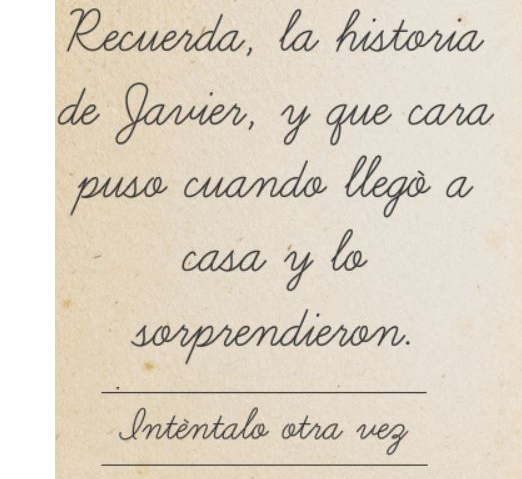 Recuerda, la historia
de Javier, y que cara
puso cuando llegò a
casa y lo
sorprendieron.
Intèntalo otra vez